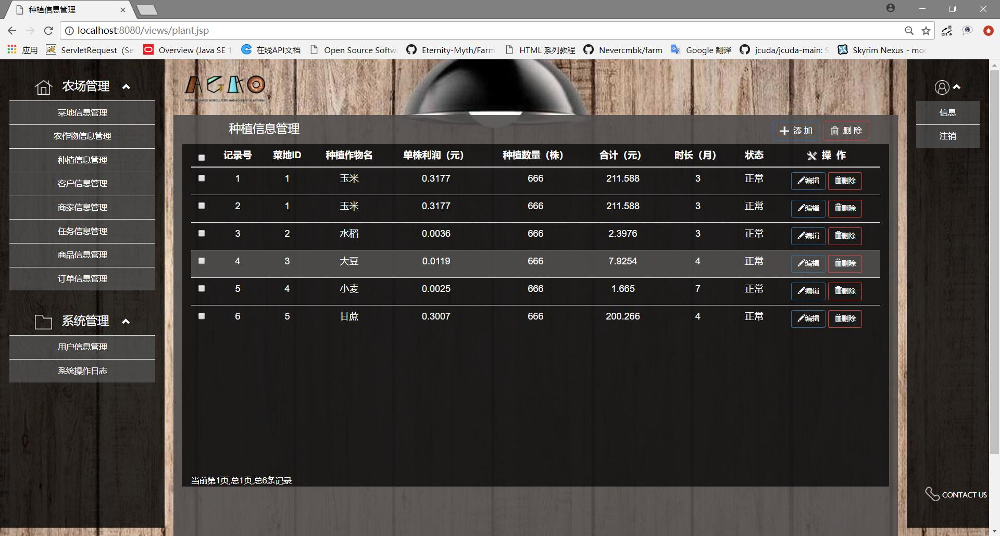 种植信息管理
localhost:8080/views/plant.jsp
应用 ServletRequest (Se Overview (Java SE 1 在线API文档 Open Source Softw Eternity-Myth/Farm HTML 系列教程 Nevercmbk/farm Google 翻译 jcuda/jcuda-main: S Skyrim Nexus - mo
农场管理
菜地信息管理
农作物信息管理
种植信息管理
客户信息管理
商家信息管理
任务信息管理
商品信息管理
订单信息管理
系统管理
用户信息管理
系统操作日志
AGRO
INTERNET-BASED AGRICULTURE MANAGEMENT PLATFORM
种植信息管理
添 加 删 除
记录号 菜地ID 种植作物名 单株利润（元） 种植数量（株） 合计（元） 时长（月） 状态 操 作
1 1 玉米 0.3177 666 211.588 3 正常 编辑 删除
2 1 玉米 0.3177 666 211.588 3 正常 编辑 删除
3 2 水稻 0.0036 666 2.3976 3 正常 编辑 删除
4 3 大豆 0.0119 666 7.9254 4 正常 编辑 删除
5 4 小麦 0.0025 666 1.665 7 正常 编辑 删除
6 5 甘蔗 0.3007 666 200.266 4 正常 编辑 删除
当前第1页,总1页,总6条记录
信息
注销
CONTACT US